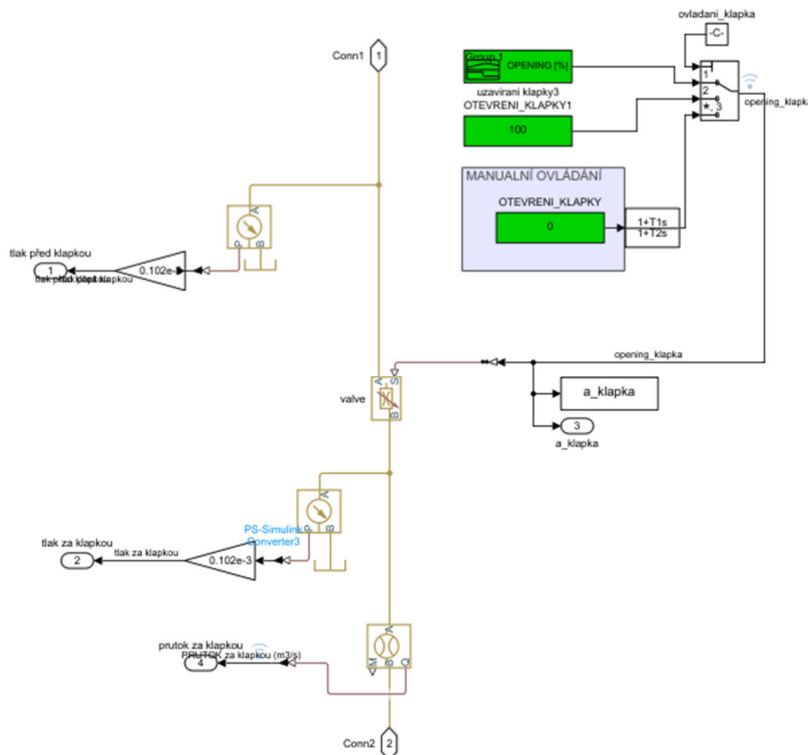 ovladani_klapka
-C-
Conn1
1
Group 1
OPENING [%]
uzavirani klapky3
OTEVRENI_KLAPKY1
100
1
2
*, 3
opening_klapka
MANUALNÍ OVLÁDÁNÍ
OTEVRENI_KLAPKY
0
1+T1s
1+T2s
A
P
B
tlak před klapkou
1
0.102e-
opening_klapka
A
S
B
valve
a_klapka
3
a_klapka
A
P
B
PS-Simulink
Converter3
tlak za klapkou
2
tlak za klapkou
0.102e-3
A
M
B
Q
prutok za klapkou
PRUTOK za klapkou (m3/s)
4
Conn2
2